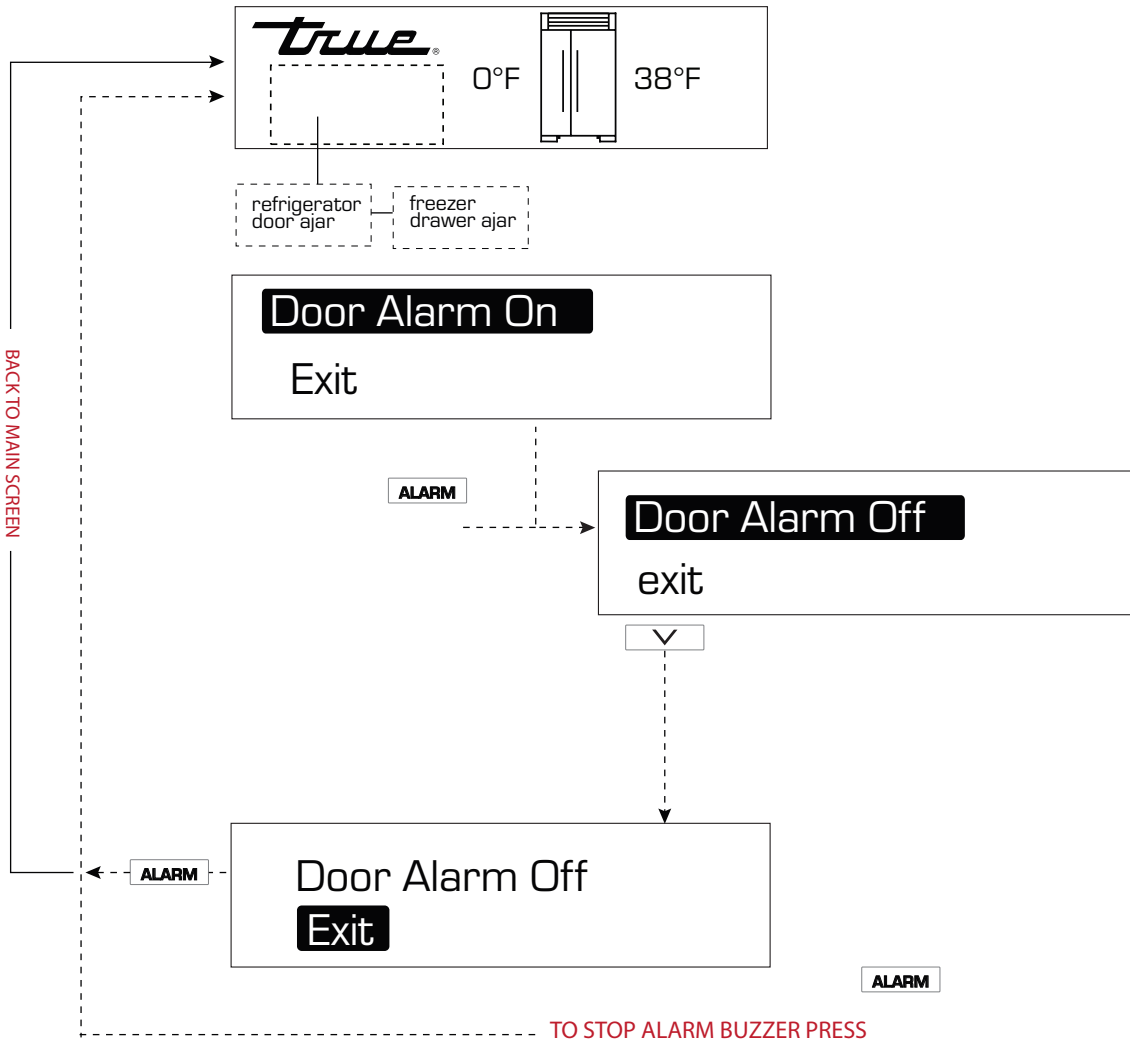 true®
0°F
38°F
refrigerator
door ajar
freezer
drawer ajar
Door Alarm On
Exit
BACK TO MAIN SCREEN
ALARM
Door Alarm Off
exit
ALARM
Door Alarm Off
Exit
ALARM
TO STOP ALARM BUZZER PRESS